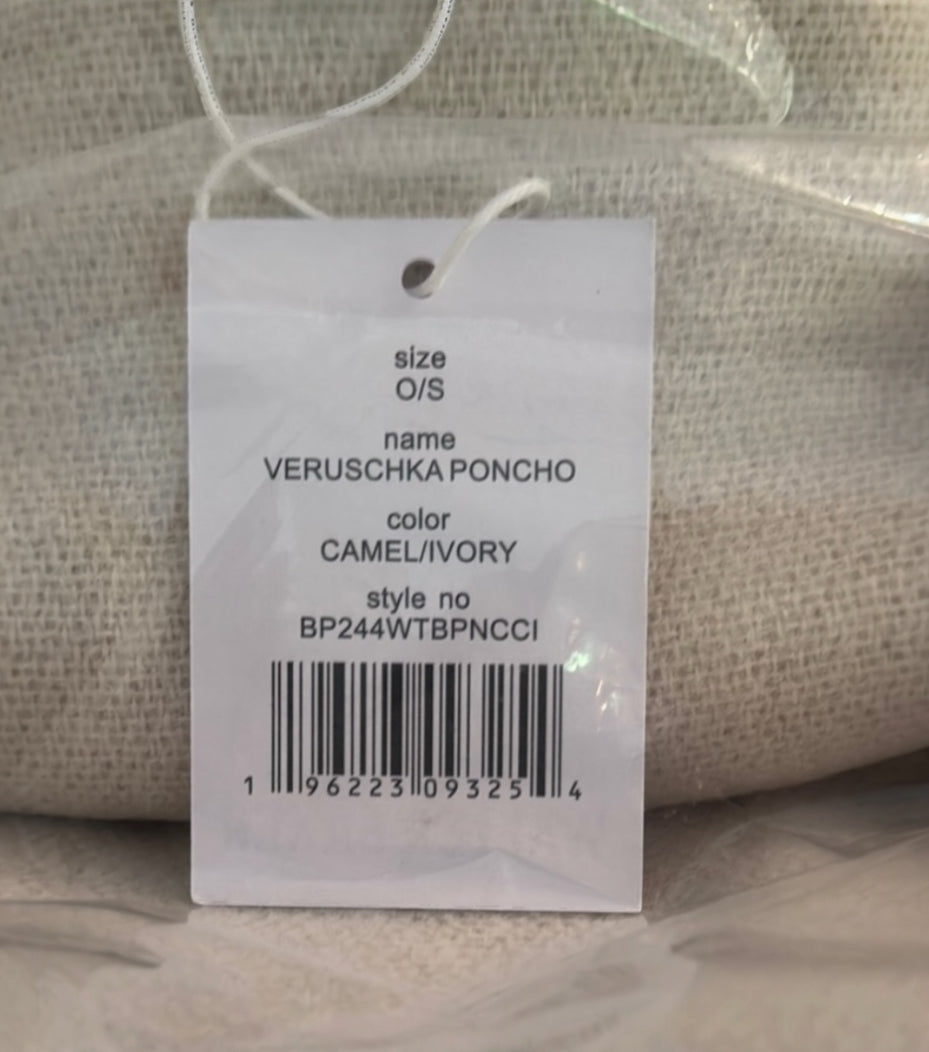 size
O/S
name
VERUSCHKA PONCHO
color
CAMEL/IVORY
style no
BP244WTBPNCCI
1 96223 09325 4